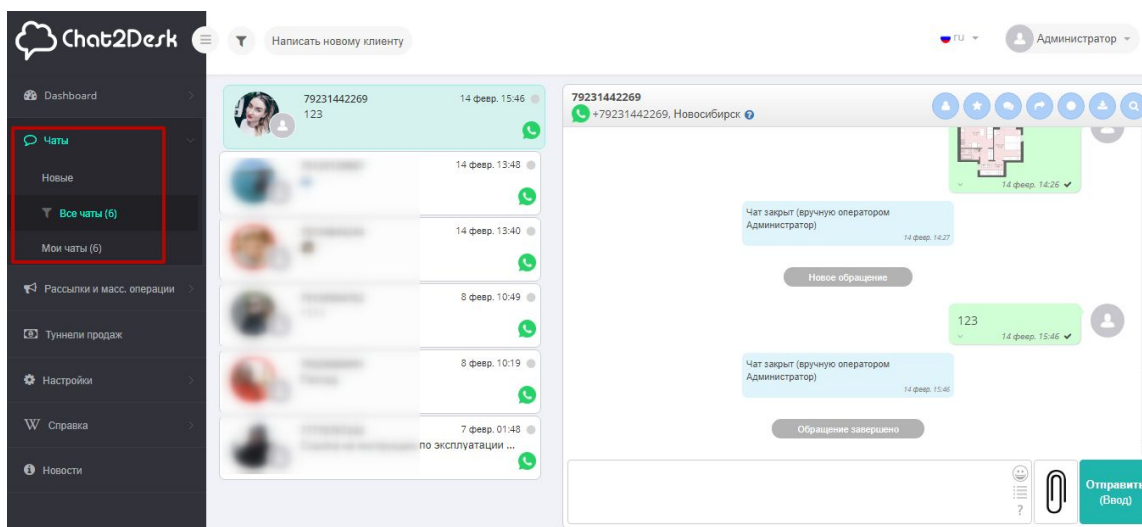 Chat2Desk
Написать новому клиенту
ru
Администратор
Dashboard
Чаты
Новые
Все чаты (6)
Мои чаты (6)
Рассылки и масс. операции
Туннели продаж
Настройки
Справка
Новости
79231442269
14 февр. 15:46
123
14 февр. 13:48
14 февр. 13:40
8 февр. 10:49
8 февр. 10:19
7 февр. 01:48
по эксплуатации ...
79231442269
+79231442269, Новосибирск
14 февр. 14:26
Чат закрыт (вручную оператором
Администратор)
14 февр. 14:27
Новое обращение
123
14 февр. 15:46
Чат закрыт (вручную оператором
Администратор)
14 февр. 15:46
Обращение завершено
?
Отправить
(Ввод)